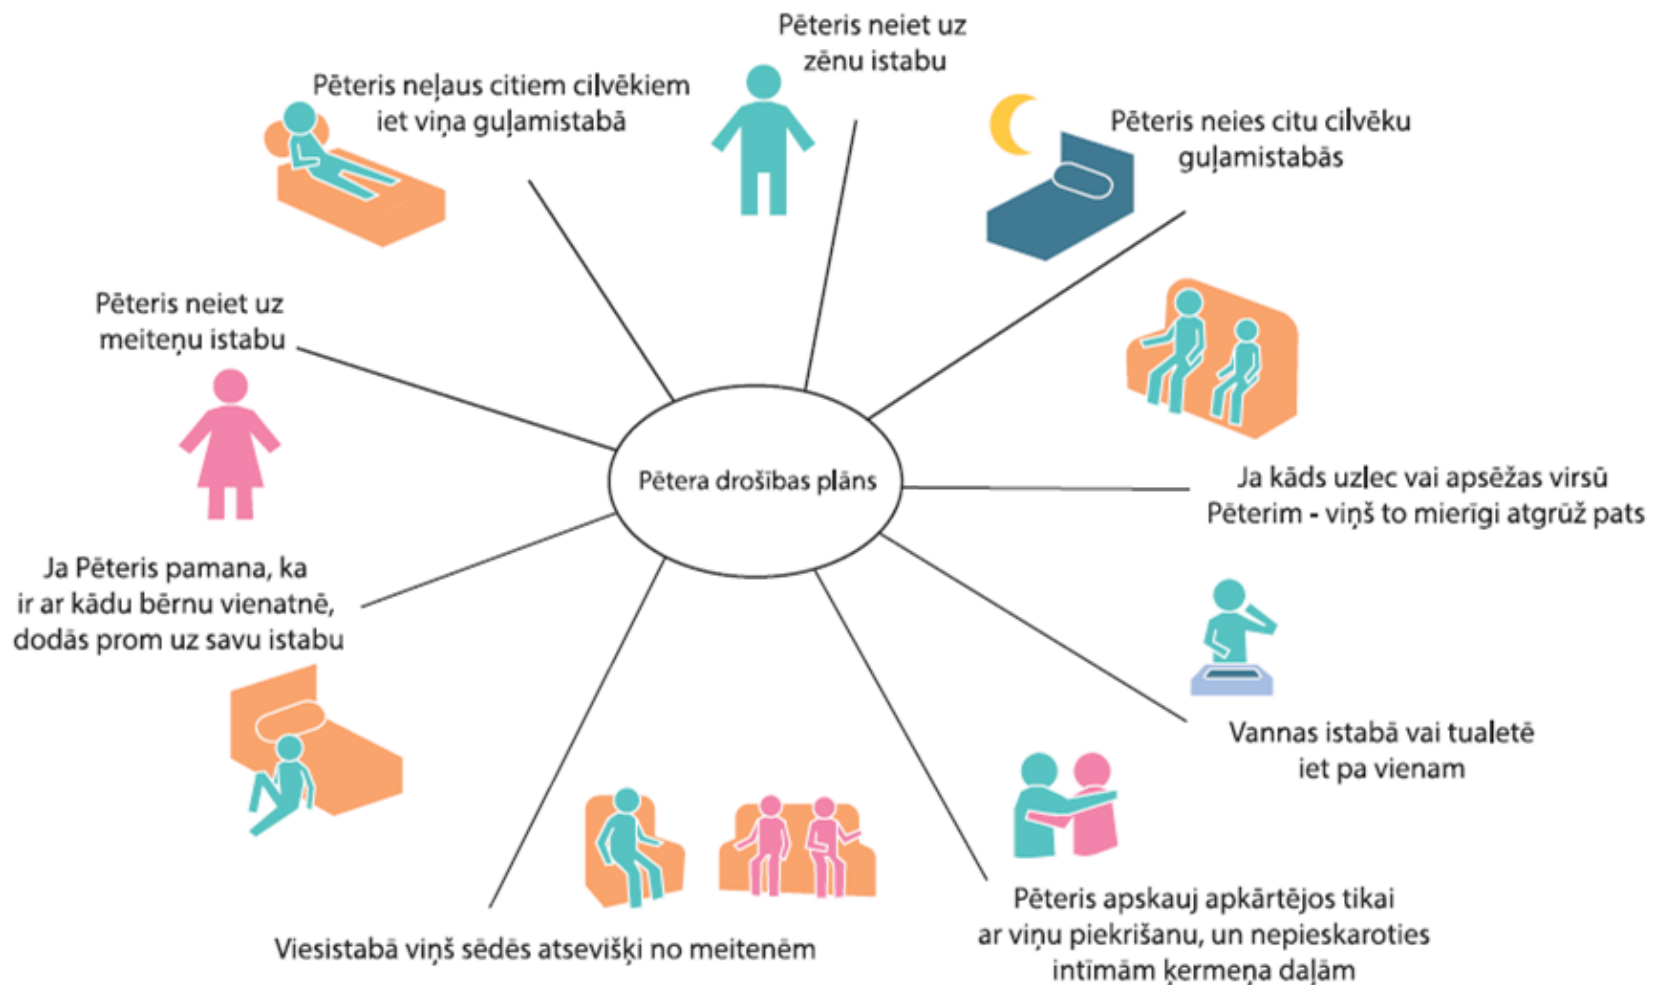 Pēteris neiet uz
zēnu istabu
Pēteris neļaus citiem cilvēkiem
iet viņa guļamistabā
Pēteris neies citu cilvēku
guļamistabās
Pēteris neiet uz
meiteņu istabu
Pētera drošības plāns
Ja kāds uzlec vai apsēžas virsū
Pēterim - viņš to mierīgi atgrūž pats
Ja Pēteris pamana, ka
ir ar kādu bērnu vienatnē,
dodās prom uz savu istabu
Vannas istabā vai tualetē
iet pa vienam
Viesistabā viņš sēdēs atsevišķi no meitenēm
Pēteris apskauj apkārtējos tikai
ar viņu piekrišanu, un nepieskaroties
intīmām ķermeņa daļām